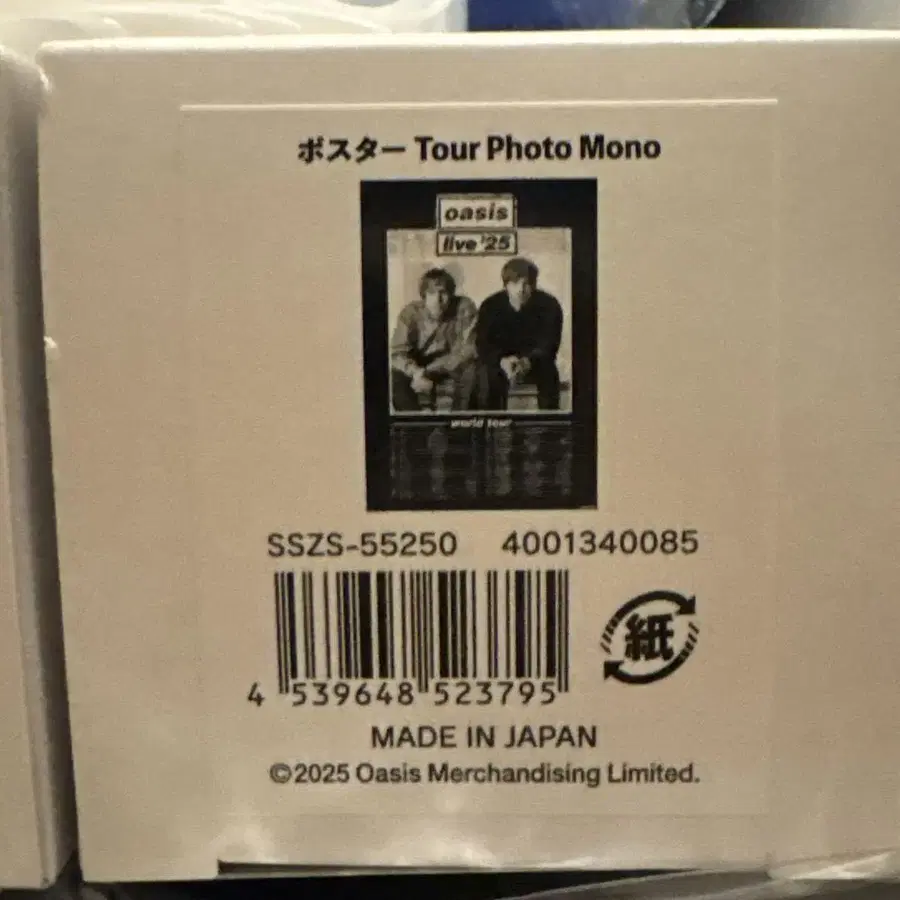 ポスター Tour Photo Mono
oasis
live '25
world tour
SSZS-55250 4001340085
紙
4 539648 523795
MADE IN JAPAN
©2025 Oasis Merchandising Limited.